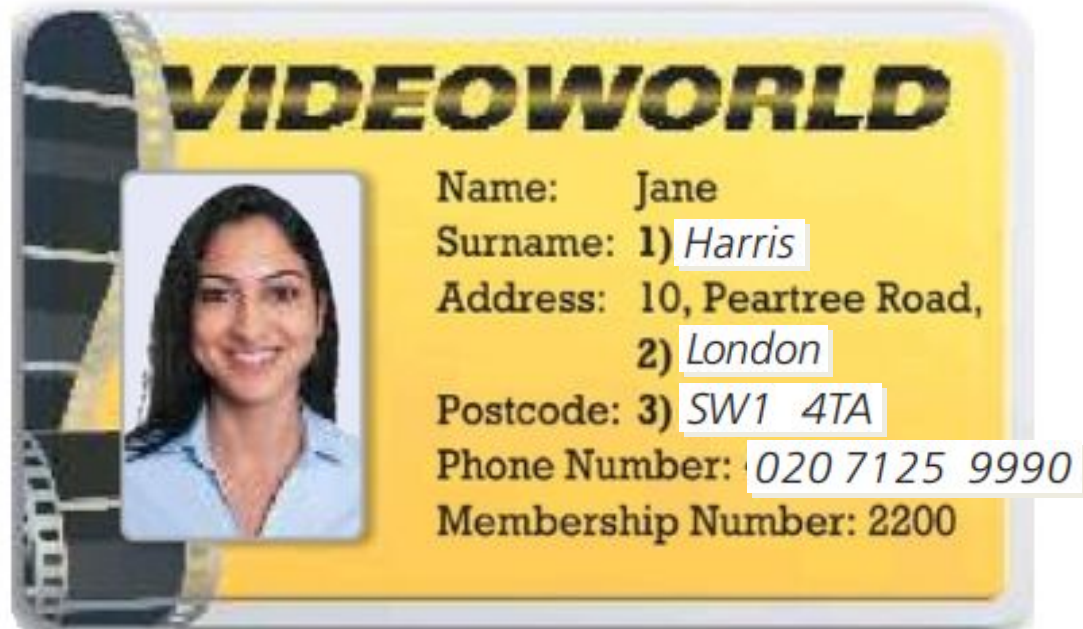 VIDEOWORLD
Name: Jane
Surname: 1) Harris
Address: 10, Peartree Road,
2) London
Postcode: 3) SW1 4TA
Phone Number: 020 7125 9990
Membership Number: 2200